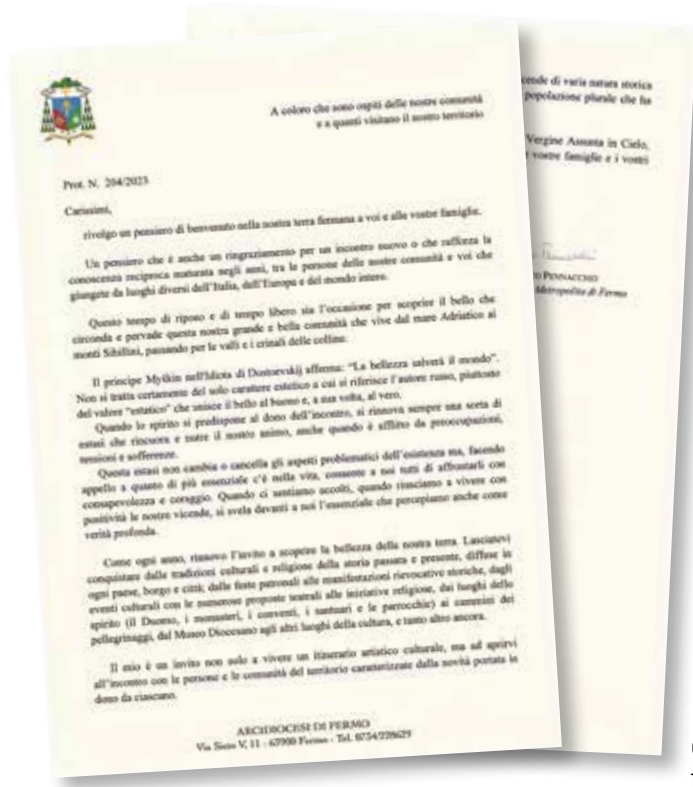 A coloro che sono ospiti delle nostre comunità
e a quanti visitano il nostro territorio
Prot. N. 204/2023
Carissimi,
rivolgo un pensiero di benvenuto nella nostra terra fermana a voi e alle vostre famiglie.
Un pensiero che è anche un ringraziamento per un incontro nuovo o che rafforza la
conoscenza reciproca maturata negli anni, tra le persone delle nostre comunità e voi che
giungete da luoghi diversi dell'Italia, dell'Europa e del mondo intero.
Questo tempo di riposo e di tempo libero sia l'occasione per scoprire il bello che
circonda e pervade questa nostra grande e bella comunità che vive dal mare Adriatico ai
monti Sibillini, passando per le valli e i crinali delle colline.
Il principe Myškin nell'Idiota di Dostoevskij afferma: "La bellezza salverà il mondo".
Non si tratta certamente del solo carattere estetico a cui si riferisce l'autore russo, piuttosto
del valore "estatico" che unisce il bello al buono e, a sua volta, al vero.
Quando lo spirito si predispone al dono dell'incontro, si rinnova sempre una sorta di
estasi che rincuora e nutre il nostro animo, anche quando è afflitto da preoccupazioni,
tensioni e sofferenze.
Questa estasi non cambia o cancella gli aspetti problematici dell'esistenza ma, facendo
appello a quanto di più essenziale c'è nella vita, consente a noi tutti di affrontarli con
consapevolezza e coraggio. Quando ci sentiamo accolti, quando riusciamo a vivere con
positività le nostre vicende, si svela davanti a noi l'essenziale che percepiamo anche come
verità profonda.
Come ogni anno, rinnovo l'invito a scoprire la bellezza della nostra terra. Lasciatevi
conquistare dalle tradizioni culturali e religiose della storia passata e presente, diffuse in
ogni paese, borgo e città; dalle feste patronali alle manifestazioni rievocative storiche, dagli
eventi culturali con le numerose proposte teatrali alle iniziative religiose, dai luoghi dello
spirito (il Duomo, i monasteri, i conventi, i santuari e le parrocchie) ai cammini dei
pellegrinaggi, dal Museo Diocesano agli altri luoghi della cultura, e tanto altro ancora.
Il mio è un invito non solo a vivere un itinerario artistico culturale, ma ad aprirvi
all'incontro con le persone e le comunità del territorio caratterizzate dalla novità portata in
dono da ciascuno.
ARCIDIOCESI DI FERMO
Via Sisto V, 11 - 63900 Fermo - Tel. 0734/229629
cende di varia natura storica
popolazione plurale che ha
Vergine Assunta in Cielo,
vostre famiglie e i vostri
PENNACCHIO
Metropolita di Fermo